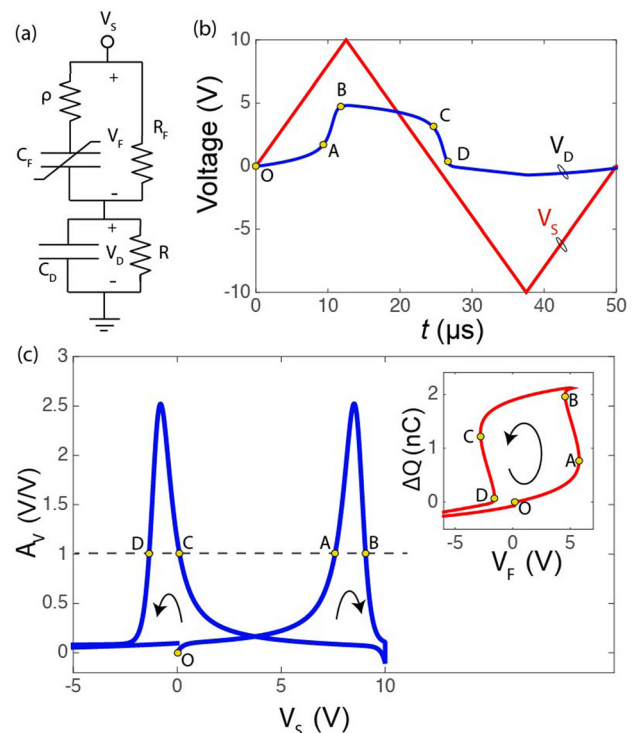 (a)
V_S
+
ρ
C_F
V_F
R_F
-
+
C_D
V_D
R
-
(b)
Voltage (V)
10
5
0
-5
-10
O
A
B
C
D
V_D
V_S
0 10 20 30 40 50
t (μs)
(c)
A_V (V/V)
3
2.5
2
1.5
1
0.5
0
D
C
A
B
O
-5 0 5 10
V_S (V)
ΔQ (nC)
2
1
0
B
C
A
D
O
-5 0 5
V_F (V)